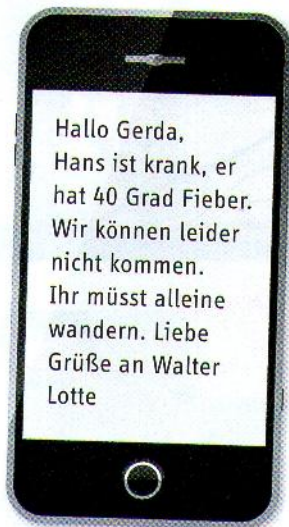 Hallo Gerda,
Hans ist krank, er
hat 40 Grad Fieber.
Wir können leider
nicht kommen.
Ihr müsst alleine
wandern. Liebe
Grüße an Walter
Lotte